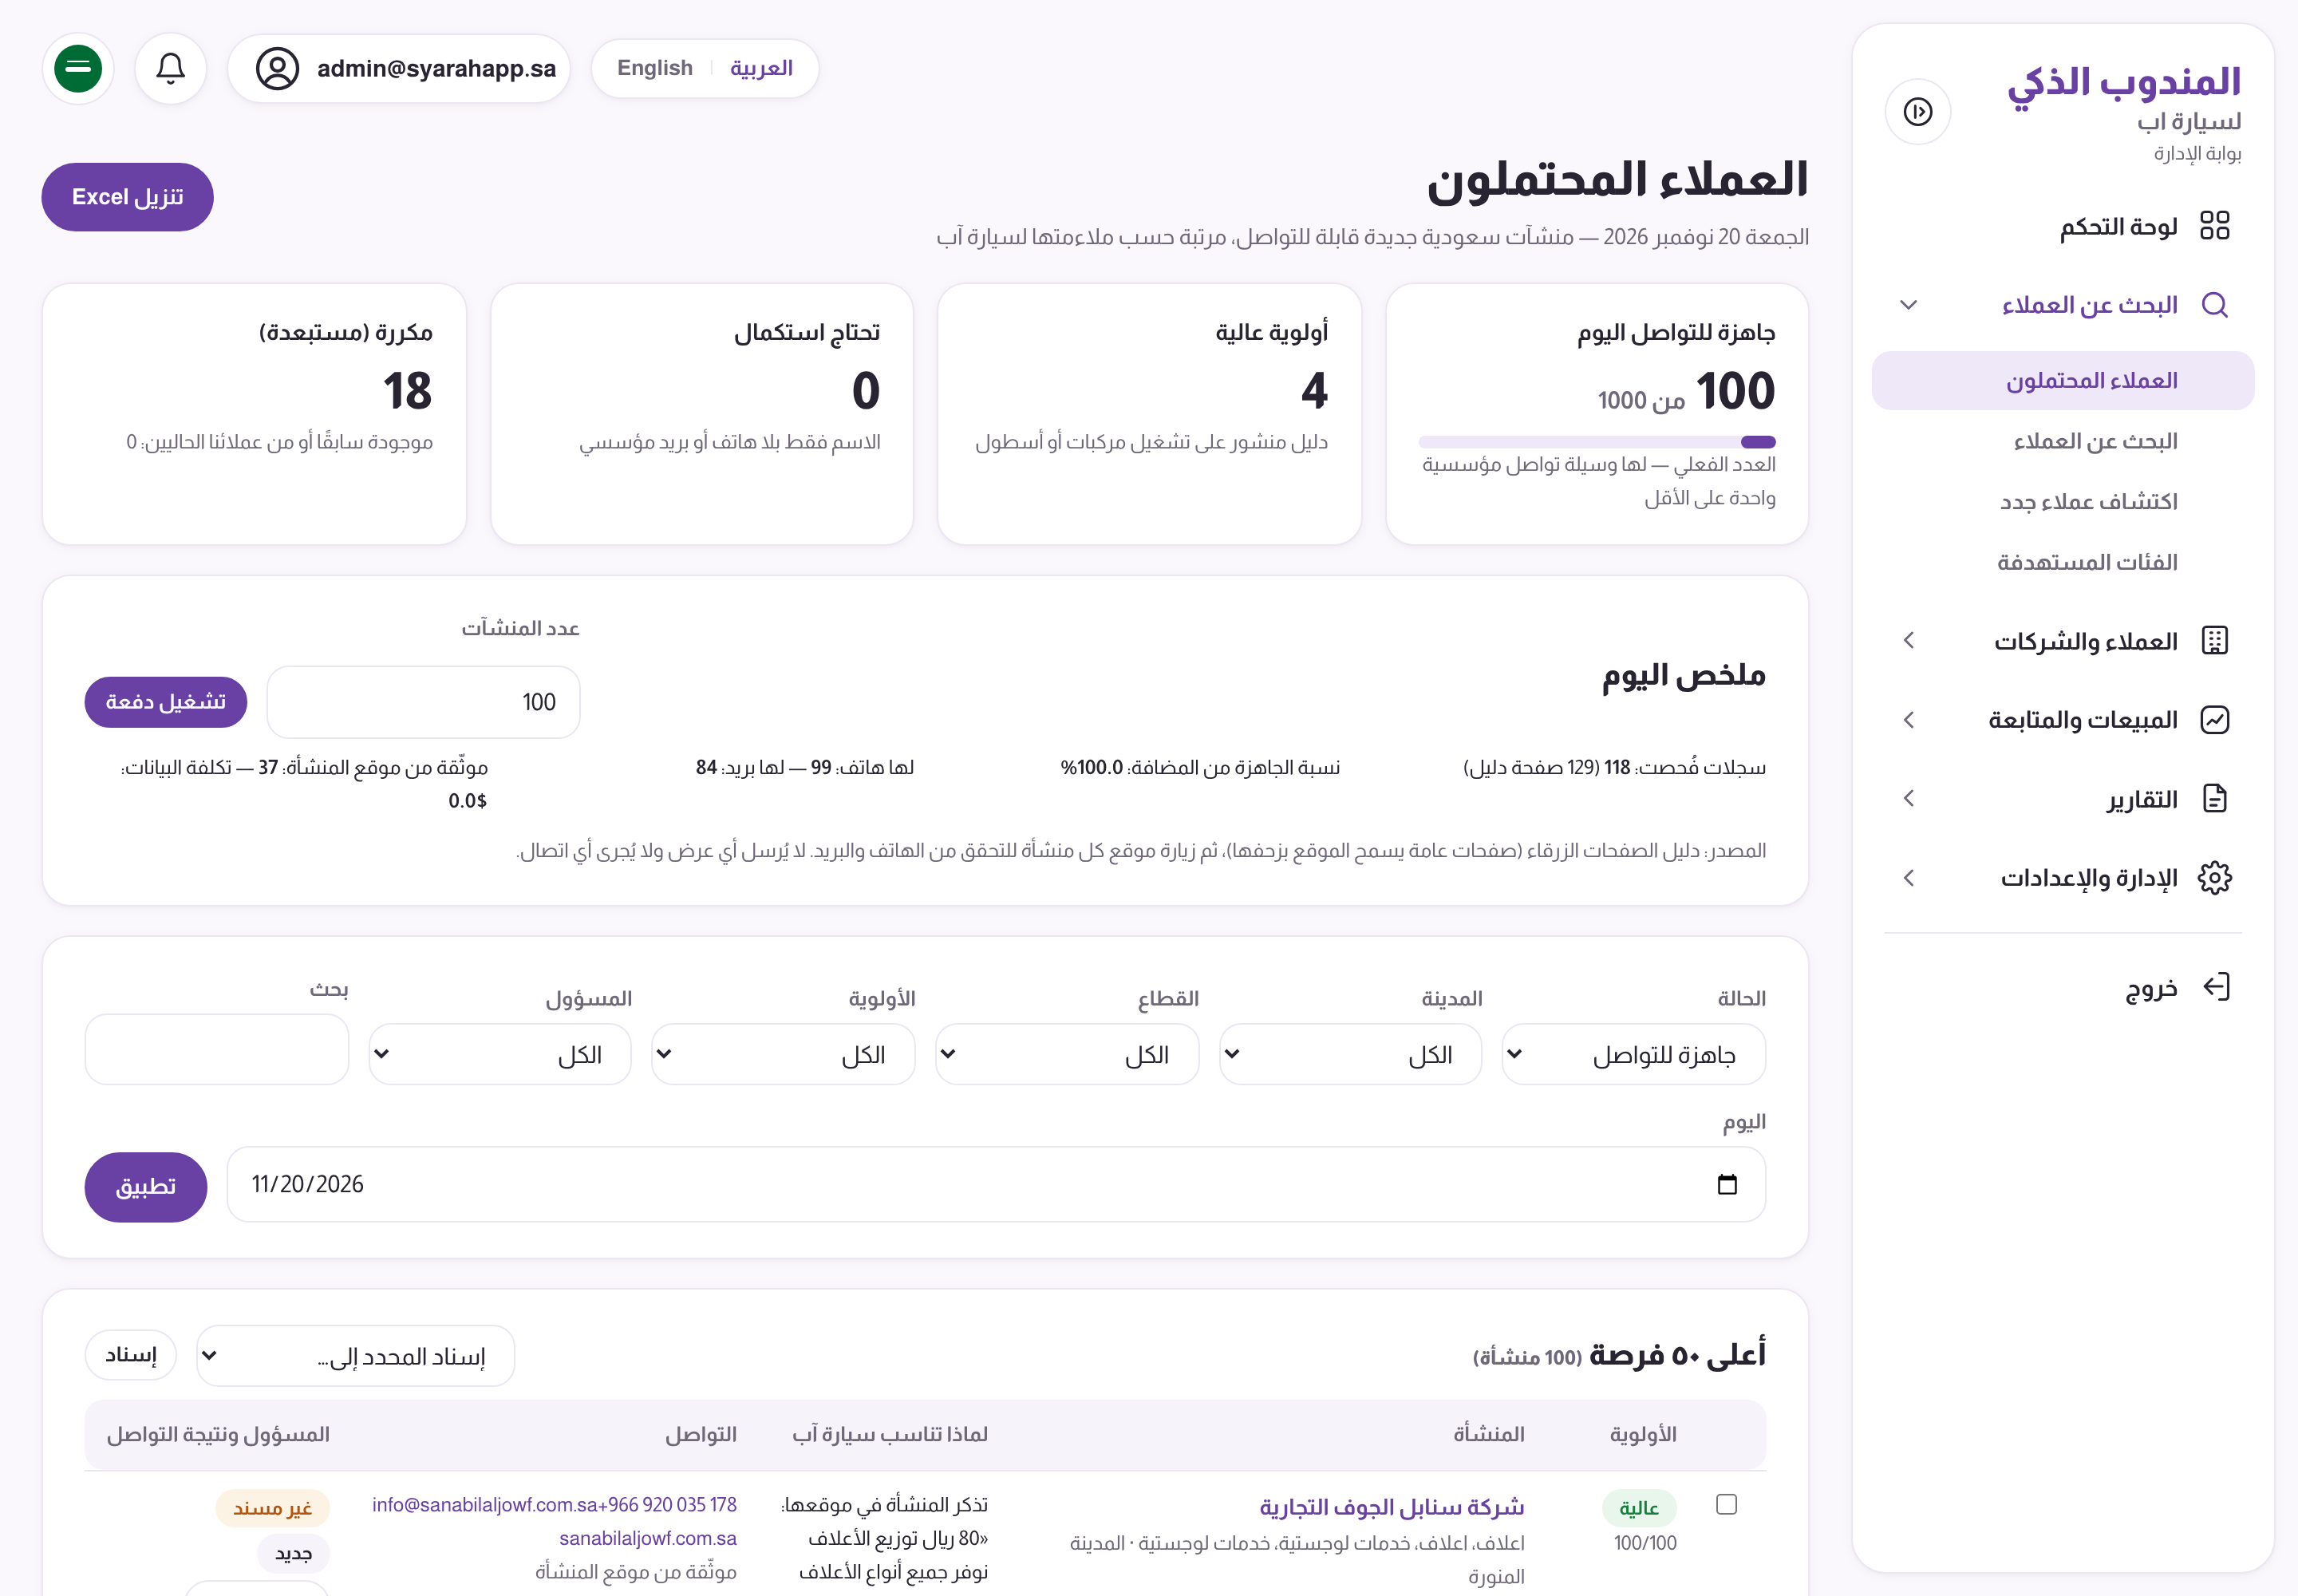 المندوب الذكي
لسيارة اب
بوابة الإدارة
لوحة التحكم
البحث عن العملاء
العملاء المحتملون
البحث عن العملاء
اكتشاف عملاء جدد
الفئات المستهدفة
العملاء والشركات
المبيعات والمتابعة
التقارير
الإدارة والإعدادات
خروج
العربية
English
admin@syarahapp.sa
العملاء المحتملون
الجمعة 20 نوفمبر 2026 — منشآت سعودية جديدة قابلة للتواصل، مرتبة حسب ملاءمتها لسيارة آب
تنزيل Excel
جاهزة للتواصل اليوم
100 من 1000
العدد الفعلي — لها وسيلة تواصل مؤسسية
واحدة على الأقل
أولوية عالية
4
دليل منشور على تشغيل مركبات أو أسطول
تحتاج استكمال
0
الاسم فقط بلا هاتف أو بريد مؤسسي
مكررة (مستبعدة)
18
موجودة سابقًا أو من عملائنا الحاليين: 0
ملخص اليوم
عدد المنشآت
100
تشغيل دفعة
سجلات فُحصت: 118 (129 صفحة دليل)
نسبة الجاهزة من المضافة: 100.0%
لها هاتف: 99 — لها بريد: 84
موثّقة من موقع المنشأة: 37 — تكلفة البيانات:
0.0$
المصدر: دليل الصفحات الزرقاء (صفحات عامة يسمح الموقع بزحفها)، ثم زيارة موقع كل منشأة للتحقق من الهاتف والبريد. لا يُرسل أي عرض ولا يُجرى أي اتصال.
الحالة
جاهزة للتواصل
المدينة
الكل
القطاع
الكل
الأولوية
الكل
المسؤول
الكل
بحث
اليوم
11/20/2026
تطبيق
أعلى ٥٠ فرصة (100 منشأة)
إسناد المحدد إلى...
إسناد
الأولوية
المنشأة
لماذا تناسب سيارة آب
التواصل
المسؤول ونتيجة التواصل
عالية
100/100
شركة سنابل الجوف التجارية
اعلاف، اعلاف، خدمات لوجستية، خدمات لوجستية · المدينة
المنورة
تذكر المنشأة في موقعها:
«80 ريال توزيع الأعلاف
نوفر جميع أنواع الأعلاف
info@sanabilaljowf.com.sa+966 920 035 178
sanabilaljowf.com.sa
موثّقة من موقع المنشأة
غير مسند
جديد